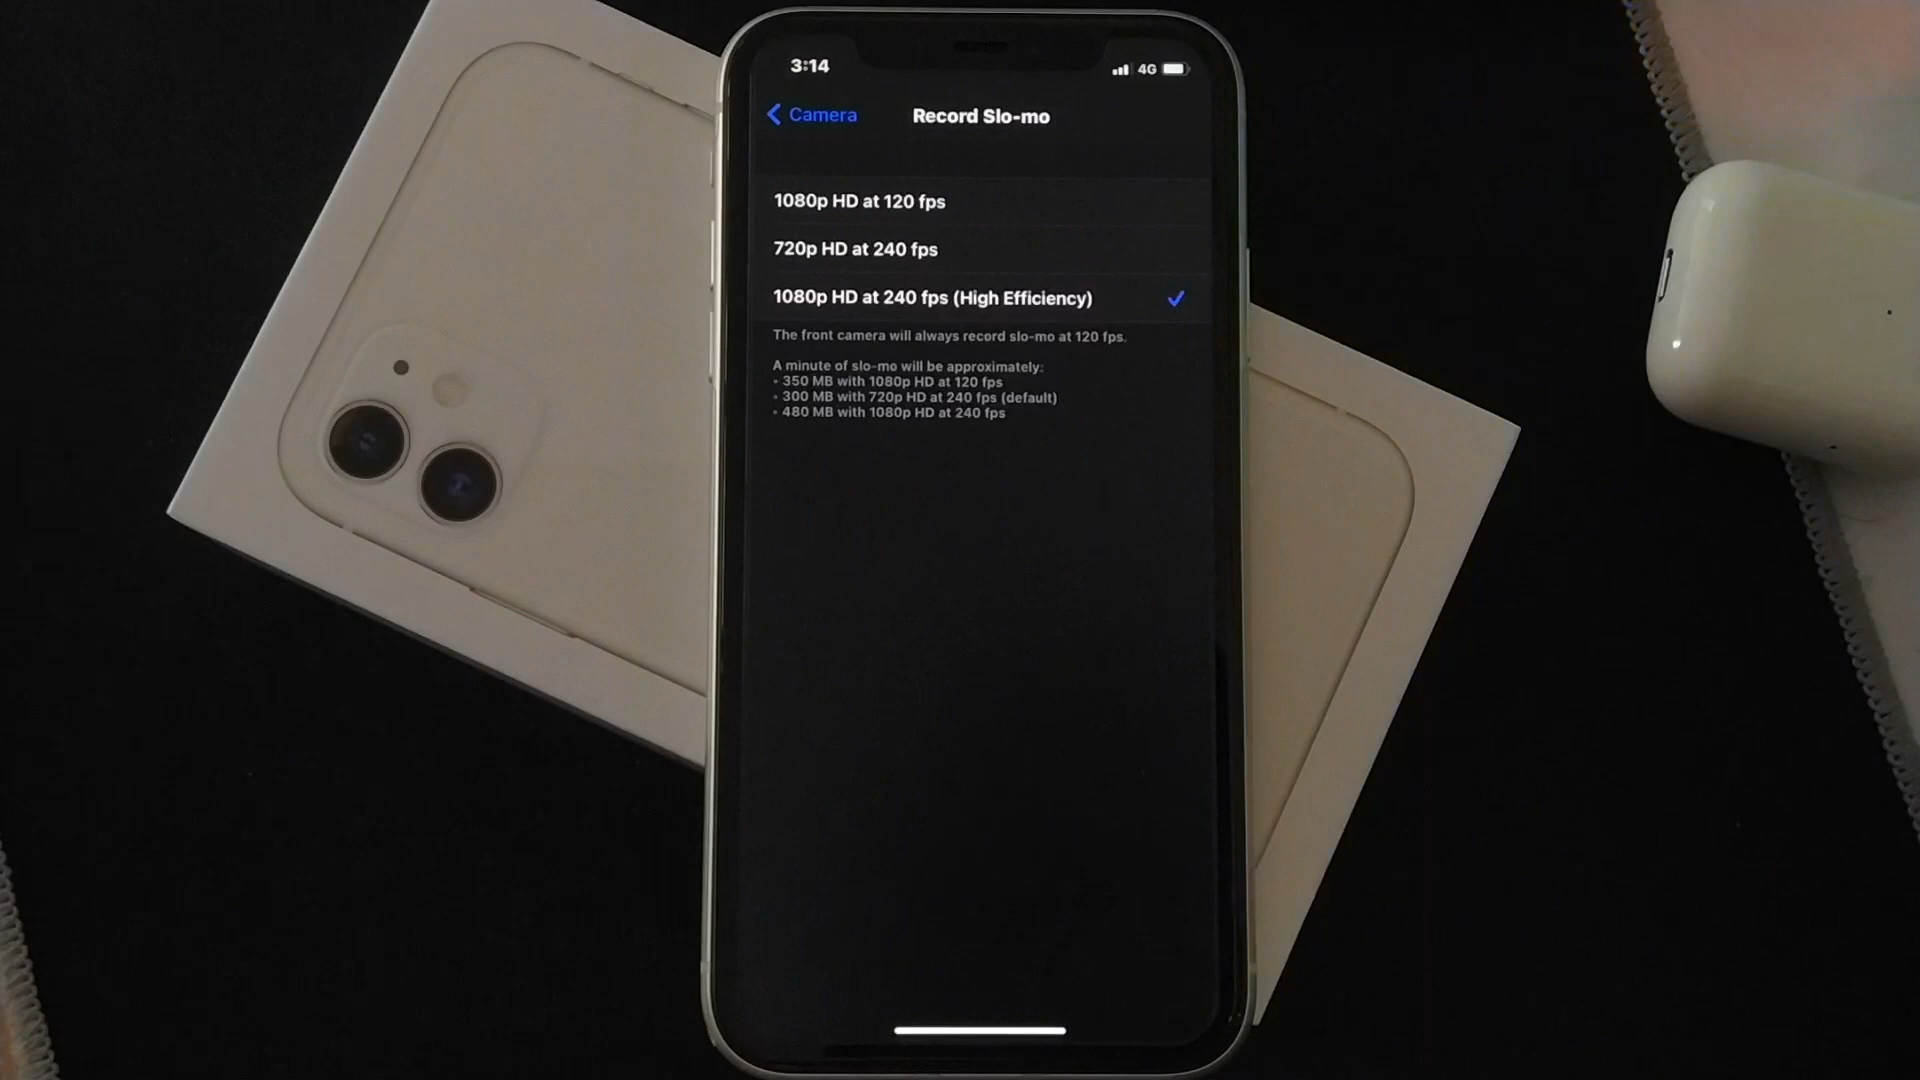 3:14
4G
Camera
Record Slo-mo
1080p HD at 120 fps
720p HD at 240 fps
1080p HD at 240 fps (High Efficiency)
The front camera will always record slo-mo at 120 fps.
A minute of slo-mo will be approximately:
• 350 MB with 1080p HD at 120 fps
• 300 MB with 720p HD at 240 fps (default)
• 480 MB with 1080p HD at 240 fps